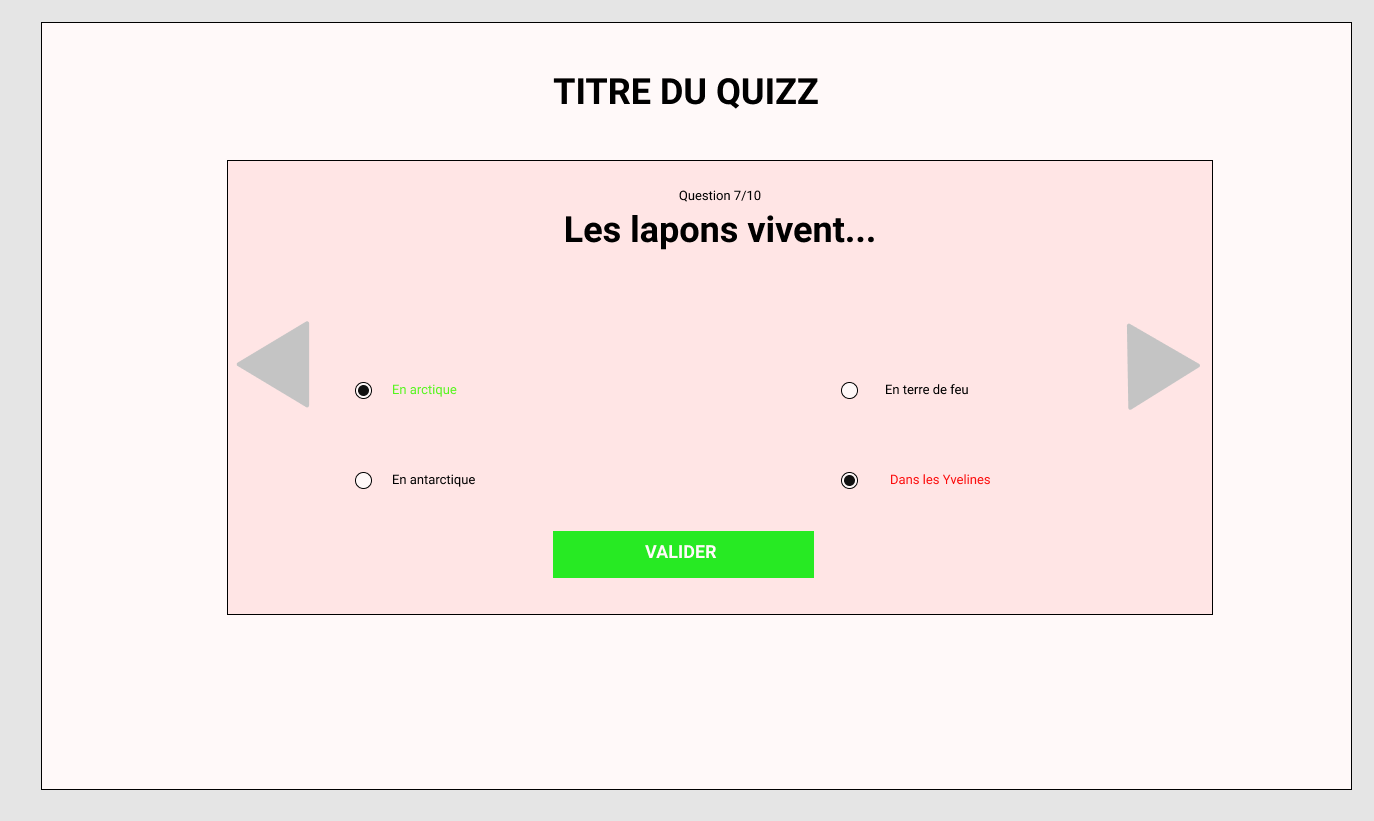 TITRE DU QUIZZ
Question 7/10
Les lapons vivent...
En arctique
En terre de feu
En antarctique
Dans les Yvelines
VALIDER